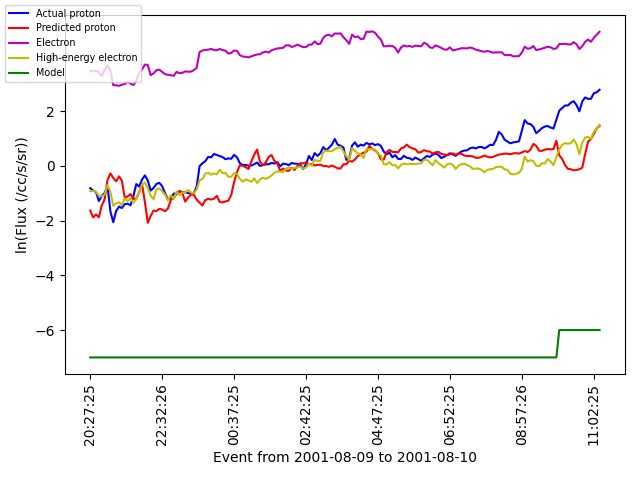 Actual proton
Predicted proton
Electron
High-energy electron
Model
2
0
−2
−4
−6
ln(Flux (/cc/s/sr))
20:27:25
22:32:26
00:37:25
02:42:25
04:47:25
06:52:25
08:57:26
11:02:25
Event from 2001-08-09 to 2001-08-10